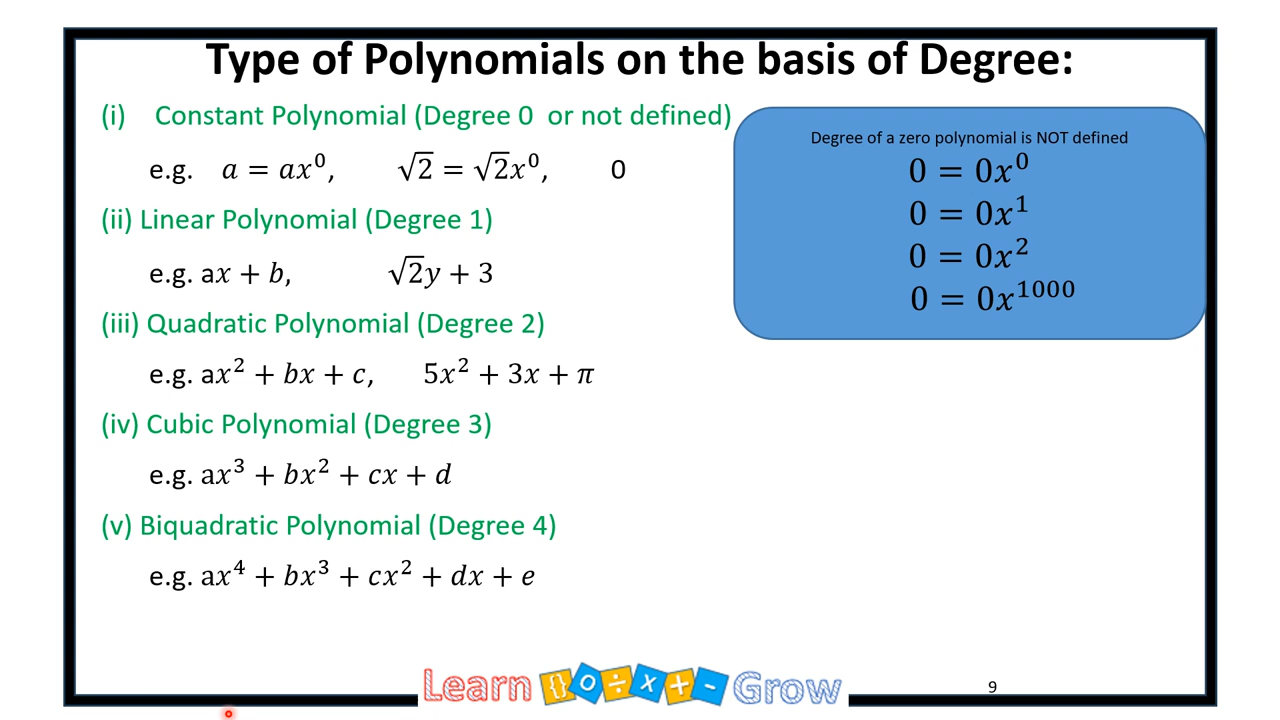 Type of Polynomials on the basis of Degree:
(i) Constant Polynomial (Degree 0 or not defined)
e.g. a = ax⁰, √2 = √2x⁰, 0
(ii) Linear Polynomial (Degree 1)
e.g. ax + b, √2y + 3
(iii) Quadratic Polynomial (Degree 2)
e.g. ax² + bx + c, 5x² + 3x + π
(iv) Cubic Polynomial (Degree 3)
e.g. ax³ + bx² + cx + d
(v) Biquadratic Polynomial (Degree 4)
e.g. ax⁴ + bx³ + cx² + dx + e
Degree of a zero polynomial is NOT defined
0 = 0x⁰
0 = 0x¹
0 = 0x²
0 = 0x¹⁰⁰⁰
Learn {} o ÷ x + - Grow
9